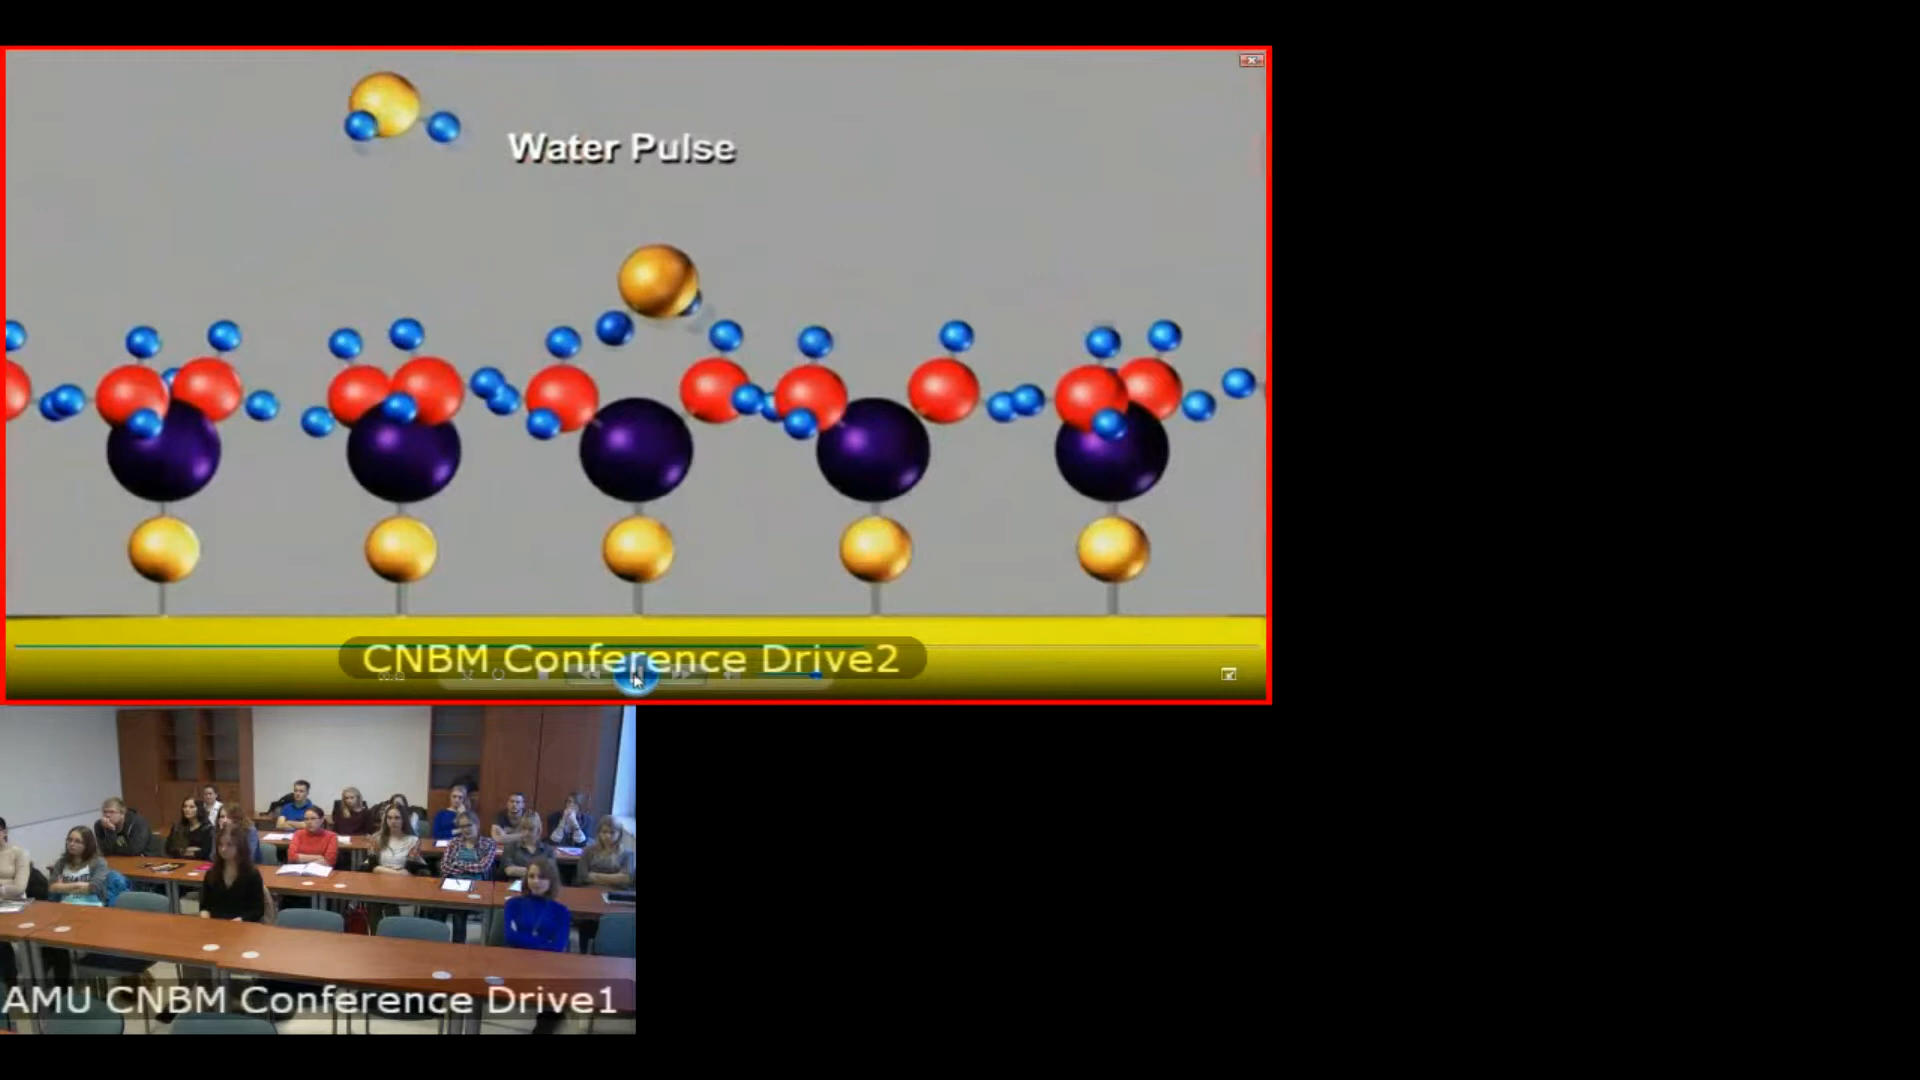 Water Pulse
CNBM Conference Drive2
AMU CNBM Conference Drive1